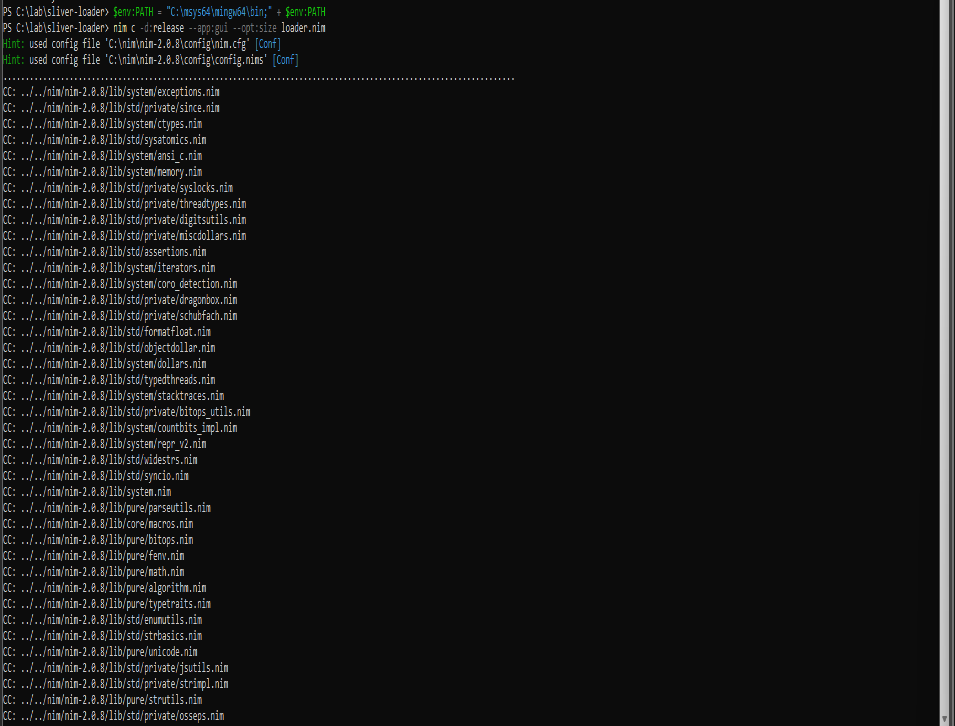 PS C:\lab\sliver-loader> $env:PATH = "C:\msys64\mingw64\bin;" + $env:PATH
PS C:\lab\sliver-loader> nim c -d:release --app:gui --opt:size loader.nim
Hint: used config file 'C:\nim\nim-2.0.8\config\nim.cfg' [Conf]
Hint: used config file 'C:\nim\nim-2.0.8\config\config.nims' [Conf]
....................................................................................................................
CC: ../../nim/nim-2.0.8/lib/system/exceptions.nim
CC: ../../nim/nim-2.0.8/lib/std/private/since.nim
CC: ../../nim/nim-2.0.8/lib/system/ctypes.nim
CC: ../../nim/nim-2.0.8/lib/std/sysatomics.nim
CC: ../../nim/nim-2.0.8/lib/system/ansi_c.nim
CC: ../../nim/nim-2.0.8/lib/system/memory.nim
CC: ../../nim/nim-2.0.8/lib/std/private/syslocks.nim
CC: ../../nim/nim-2.0.8/lib/std/private/threadtypes.nim
CC: ../../nim/nim-2.0.8/lib/std/private/digitsutils.nim
CC: ../../nim/nim-2.0.8/lib/std/private/miscdollars.nim
CC: ../../nim/nim-2.0.8/lib/std/assertions.nim
CC: ../../nim/nim-2.0.8/lib/system/iterators.nim
CC: ../../nim/nim-2.0.8/lib/system/coro_detection.nim
CC: ../../nim/nim-2.0.8/lib/std/private/dragonbox.nim
CC: ../../nim/nim-2.0.8/lib/std/private/schubfach.nim
CC: ../../nim/nim-2.0.8/lib/std/formatfloat.nim
CC: ../../nim/nim-2.0.8/lib/std/objectdollar.nim
CC: ../../nim/nim-2.0.8/lib/system/dollars.nim
CC: ../../nim/nim-2.0.8/lib/std/typedthreads.nim
CC: ../../nim/nim-2.0.8/lib/system/stacktraces.nim
CC: ../../nim/nim-2.0.8/lib/std/private/bitops_utils.nim
CC: ../../nim/nim-2.0.8/lib/system/countbits_impl.nim
CC: ../../nim/nim-2.0.8/lib/system/repr_v2.nim
CC: ../../nim/nim-2.0.8/lib/std/widestrs.nim
CC: ../../nim/nim-2.0.8/lib/std/syncio.nim
CC: ../../nim/nim-2.0.8/lib/system.nim
CC: ../../nim/nim-2.0.8/lib/pure/parseutils.nim
CC: ../../nim/nim-2.0.8/lib/core/macros.nim
CC: ../../nim/nim-2.0.8/lib/pure/bitops.nim
CC: ../../nim/nim-2.0.8/lib/pure/fenv.nim
CC: ../../nim/nim-2.0.8/lib/pure/math.nim
CC: ../../nim/nim-2.0.8/lib/pure/algorithm.nim
CC: ../../nim/nim-2.0.8/lib/pure/typetraits.nim
CC: ../../nim/nim-2.0.8/lib/std/enumutils.nim
CC: ../../nim/nim-2.0.8/lib/std/strbasics.nim
CC: ../../nim/nim-2.0.8/lib/pure/unicode.nim
CC: ../../nim/nim-2.0.8/lib/std/private/jsutils.nim
CC: ../../nim/nim-2.0.8/lib/std/private/strimpl.nim
CC: ../../nim/nim-2.0.8/lib/pure/strutils.nim
CC: ../../nim/nim-2.0.8/lib/std/private/osseps.nim